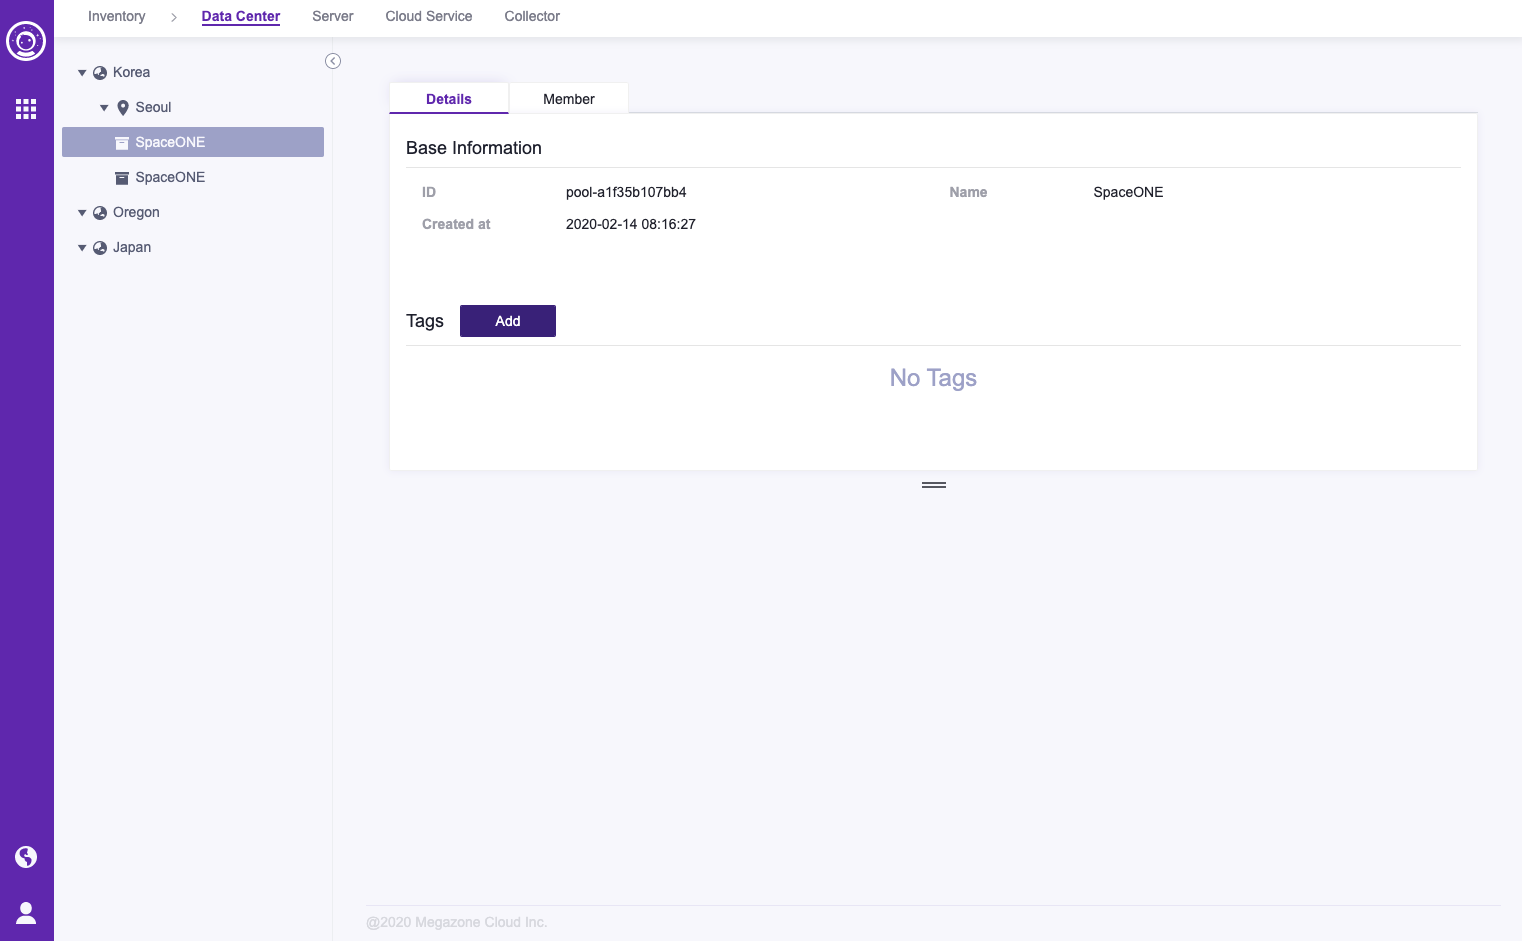 Inventory Data Center Server Cloud Service Collector
Korea
Seoul
SpaceONE
SpaceONE
Oregon
Japan
Details Member
Base Information
ID pool-a1f35b107bb4 Name SpaceONE
Created at 2020-02-14 08:16:27
Tags Add
No Tags
@2020 Megazone Cloud Inc.